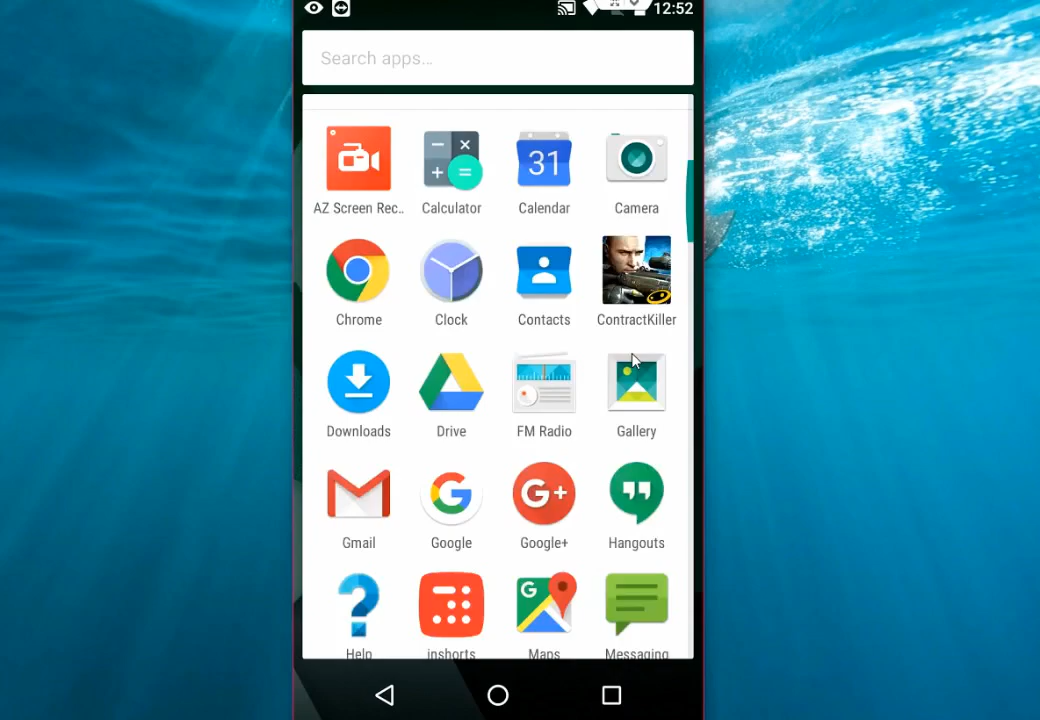 12:52
Search apps...
AZ Screen Rec..
Calculator
31
Calendar
Camera
Chrome
Clock
Contacts
ContractKiller
Downloads
Drive
FM Radio
Gallery
Gmail
G
Google
G+
Google+
Hangouts
?
Help
inshorts
G
Maps
Messaging